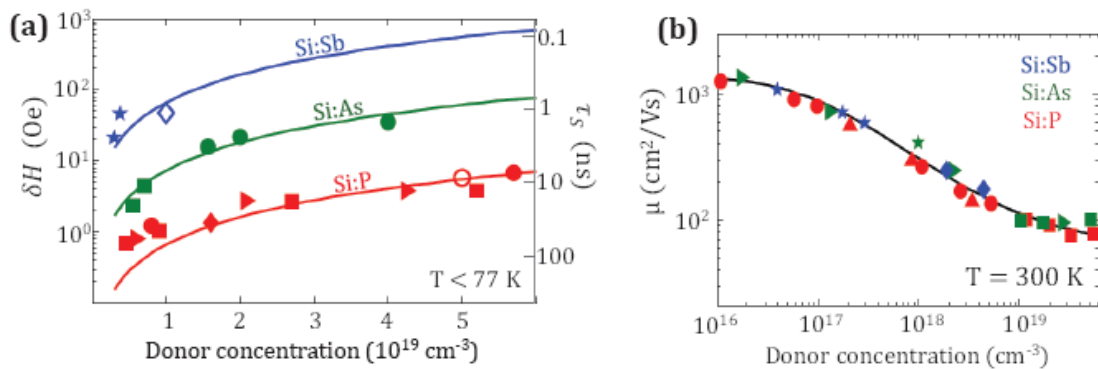 (a)
10³
10²
10¹
10⁰
δH (Oe)
Si:Sb
Si:As
Si:P
T < 77 K
0.1
1
10
100
τS (ns)
1 2 3 4 5
Donor concentration (10¹⁹ cm⁻³)
(b)
10³
10²
μ (cm²/Vs)
Si:Sb
Si:As
Si:P
T = 300 K
10¹⁶ 10¹⁷ 10¹⁸ 10¹⁹
Donor concentration (cm⁻³)